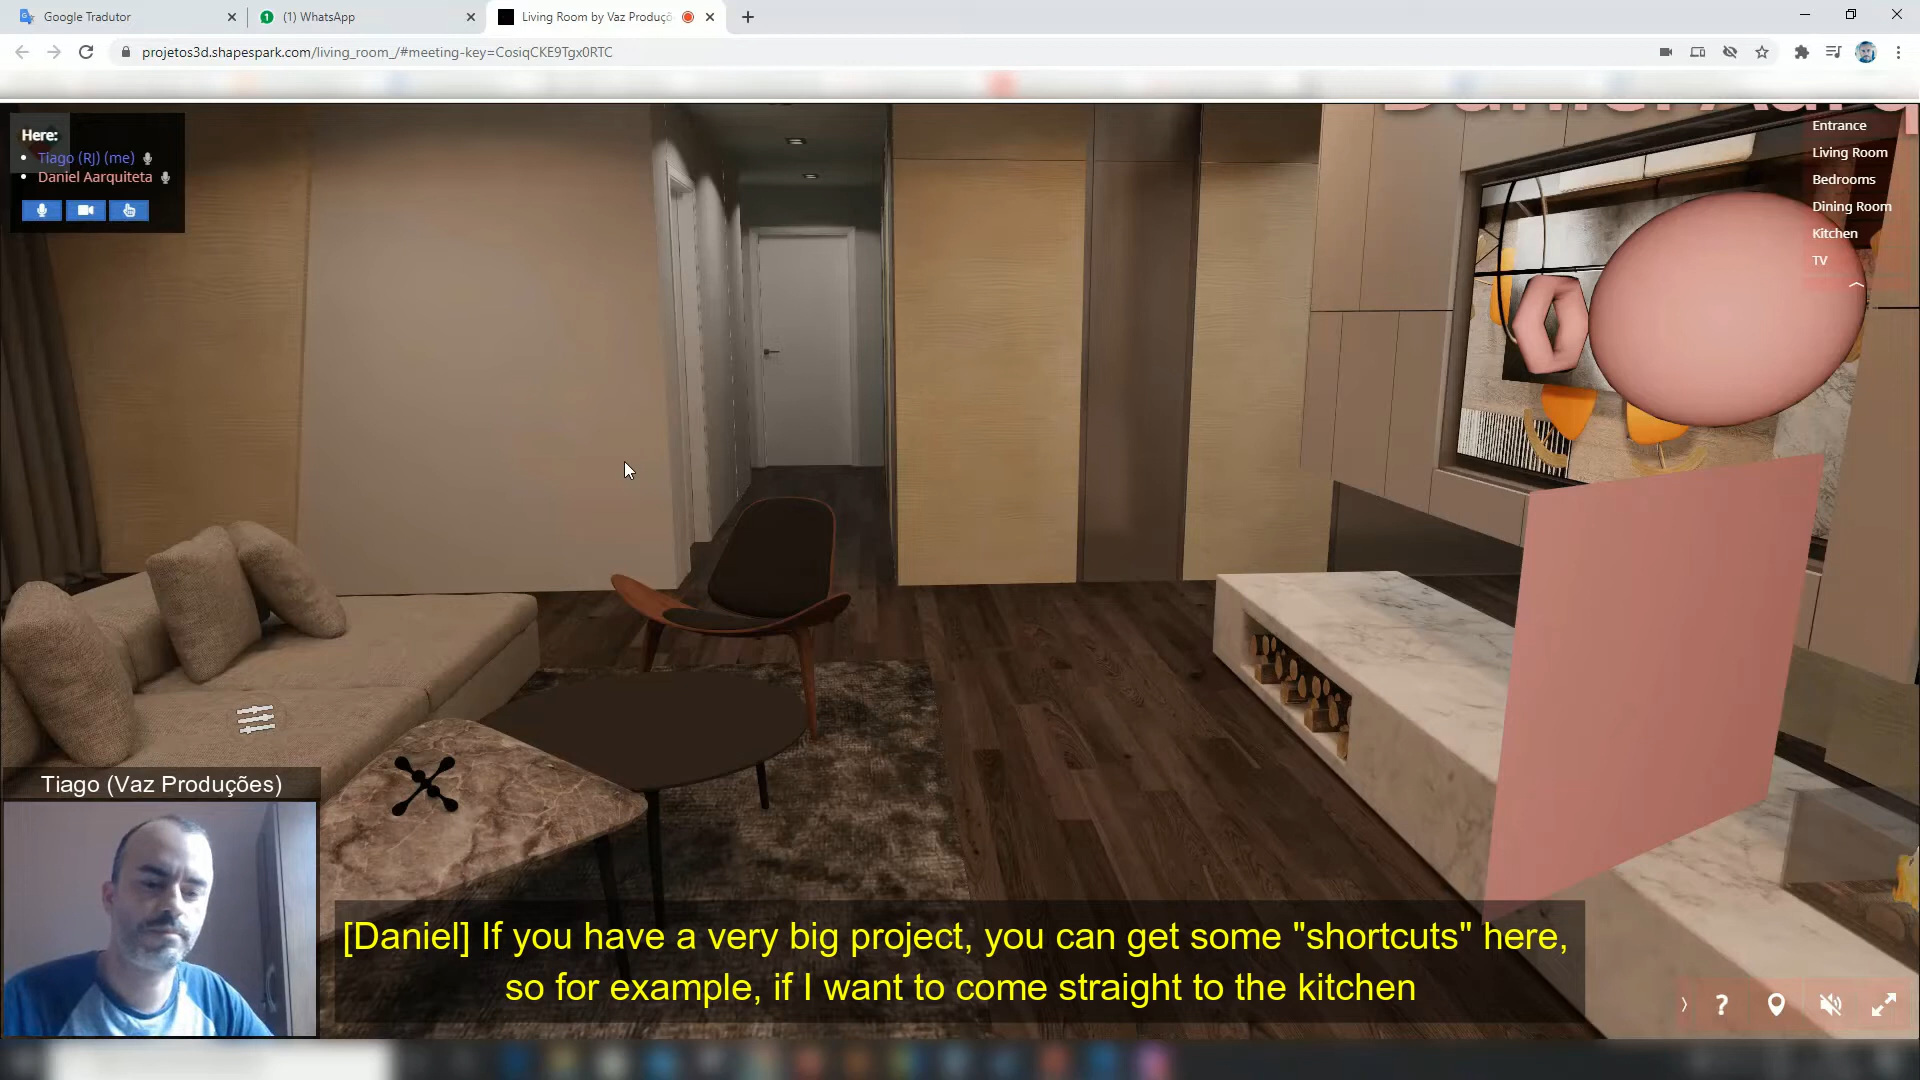 Google Tradutor
(1) WhatsApp
Living Room by Vaz Produçõ
projetos3d.shapespark.com/living_room_/#meeting-key=CosiqCKE9Tgx0RTC
Here:
Tiago (RJ) (me)
Daniel Aarquiteta
Entrance
Living Room
Bedrooms
Dining Room
Kitchen
TV
Tiago (Vaz Produções)
[Daniel] If you have a very big project, you can get some "shortcuts" here,
so for example, if I want to come straight to the kitchen
?